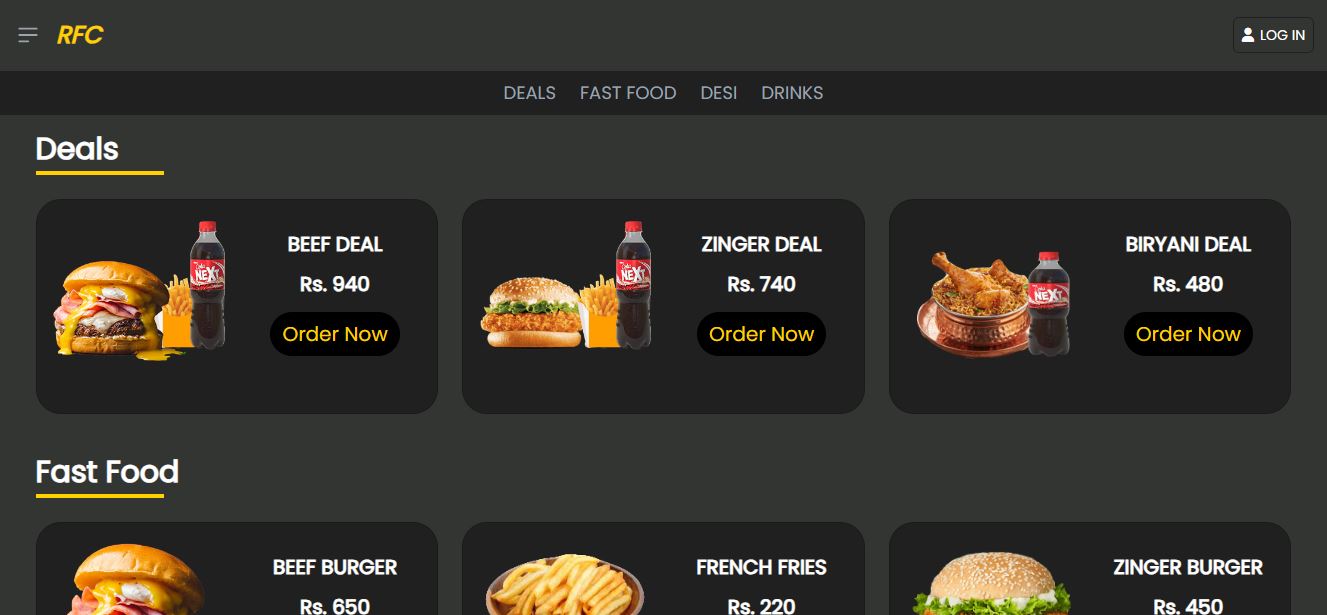 RFC
LOG IN
DEALS FAST FOOD DESI DRINKS
Deals
BEEF DEAL
Rs. 940
Order Now
NEXT
ZINGER DEAL
Rs. 740
Order Now
NEXT
BIRYANI DEAL
Rs. 480
Order Now
NEXT
Fast Food
BEEF BURGER
Rs. 650
FRENCH FRIES
Rs. 220
ZINGER BURGER
Rs. 450